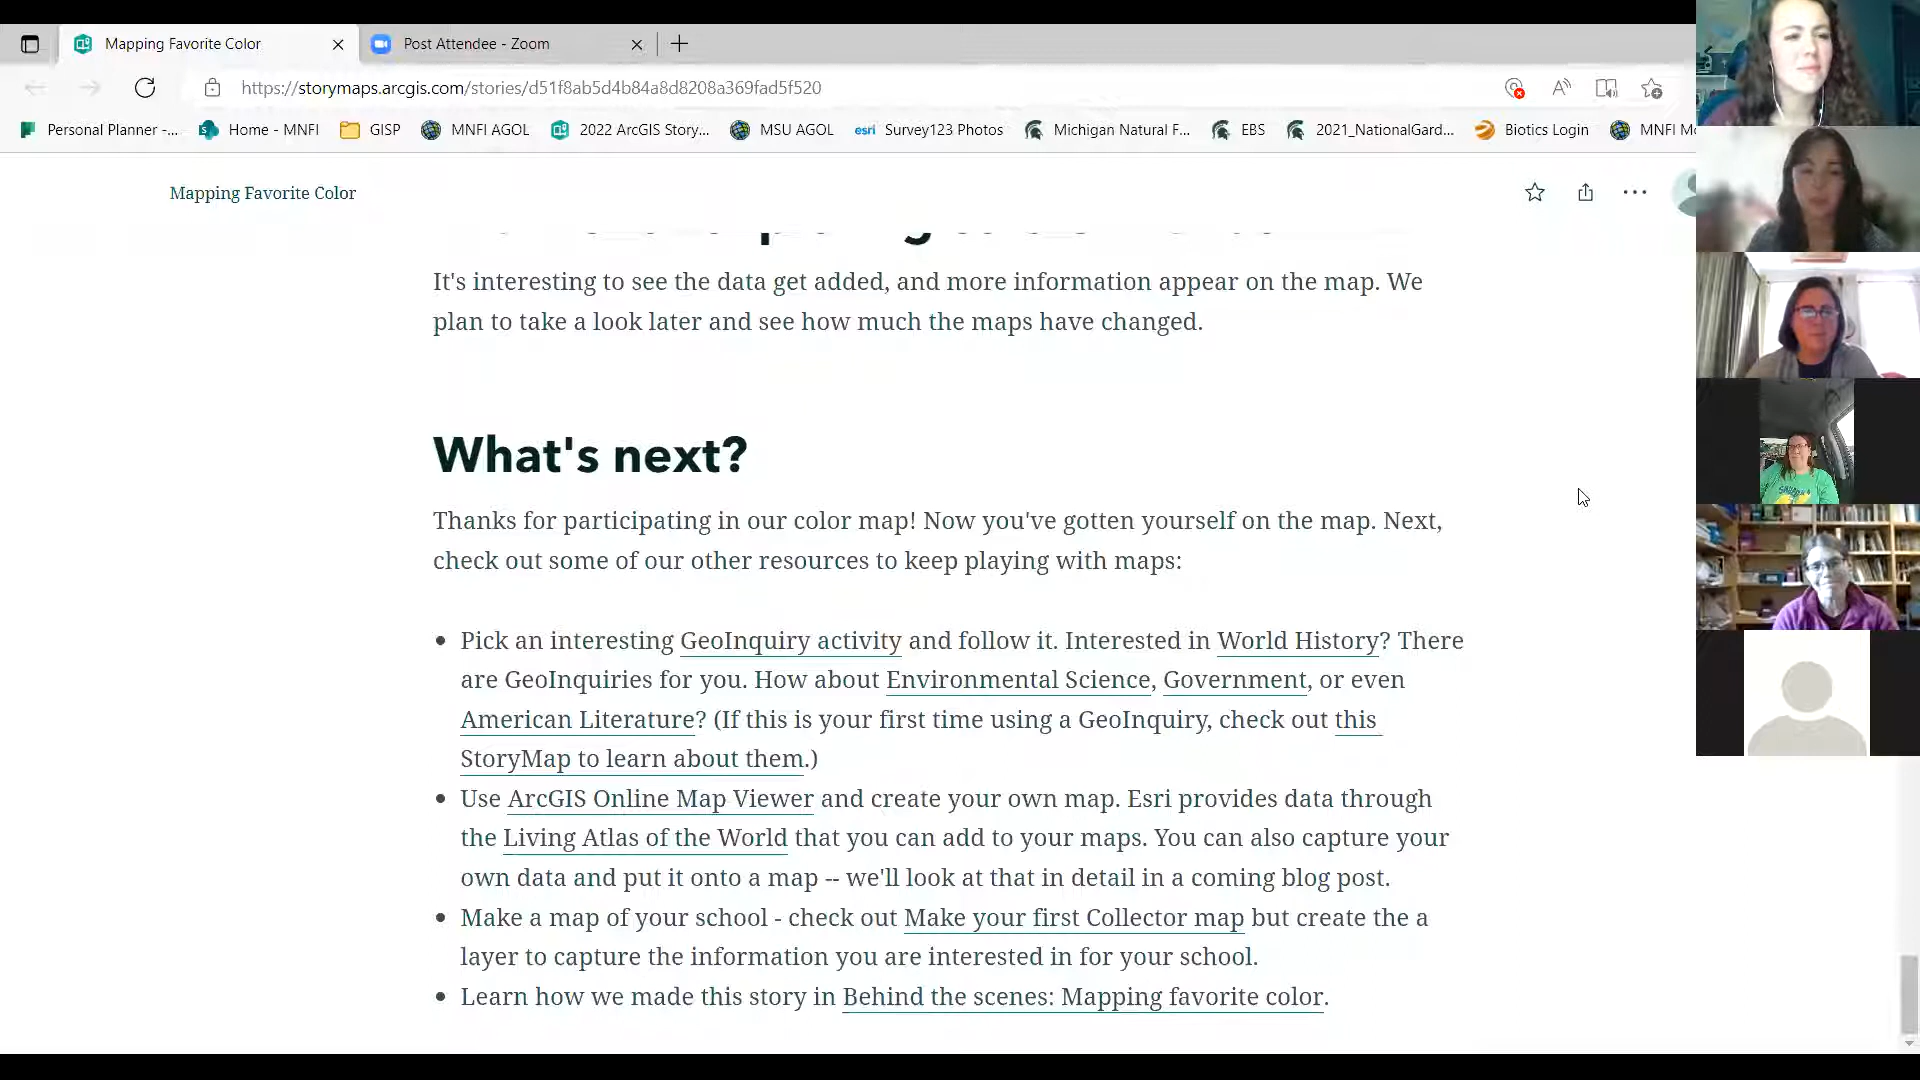 Mapping Favorite Color
Post Attendee - Zoom
https://storymaps.arcgis.com/stories/d51f8ab5d4b84a8d8208a369fad5f520
Personal Planner -...
Home - MNFI
GISP
MNFI AGOL
2022 ArcGIS Story...
MSU AGOL
esri Survey123 Photos
Michigan Natural F...
EBS
2021_NationalGard...
Biotics Login
MNFI Mo
Mapping Favorite Color
It's interesting to see the data get added, and more information appear on the map. We
plan to take a look later and see how much the maps have changed.
What's next?
Thanks for participating in our color map! Now you've gotten yourself on the map. Next,
check out some of our other resources to keep playing with maps:
• Pick an interesting GeoInquiry activity and follow it. Interested in World History? There
are GeoInquiries for you. How about Environmental Science, Government, or even
American Literature? (If this is your first time using a GeoInquiry, check out this
StoryMap to learn about them.)
• Use ArcGIS Online Map Viewer and create your own map. Esri provides data through
the Living Atlas of the World that you can add to your maps. You can also capture your
own data and put it onto a map -- we'll look at that in detail in a coming blog post.
• Make a map of your school - check out Make your first Collector map but create the a
layer to capture the information you are interested in for your school.
• Learn how we made this story in Behind the scenes: Mapping favorite color.